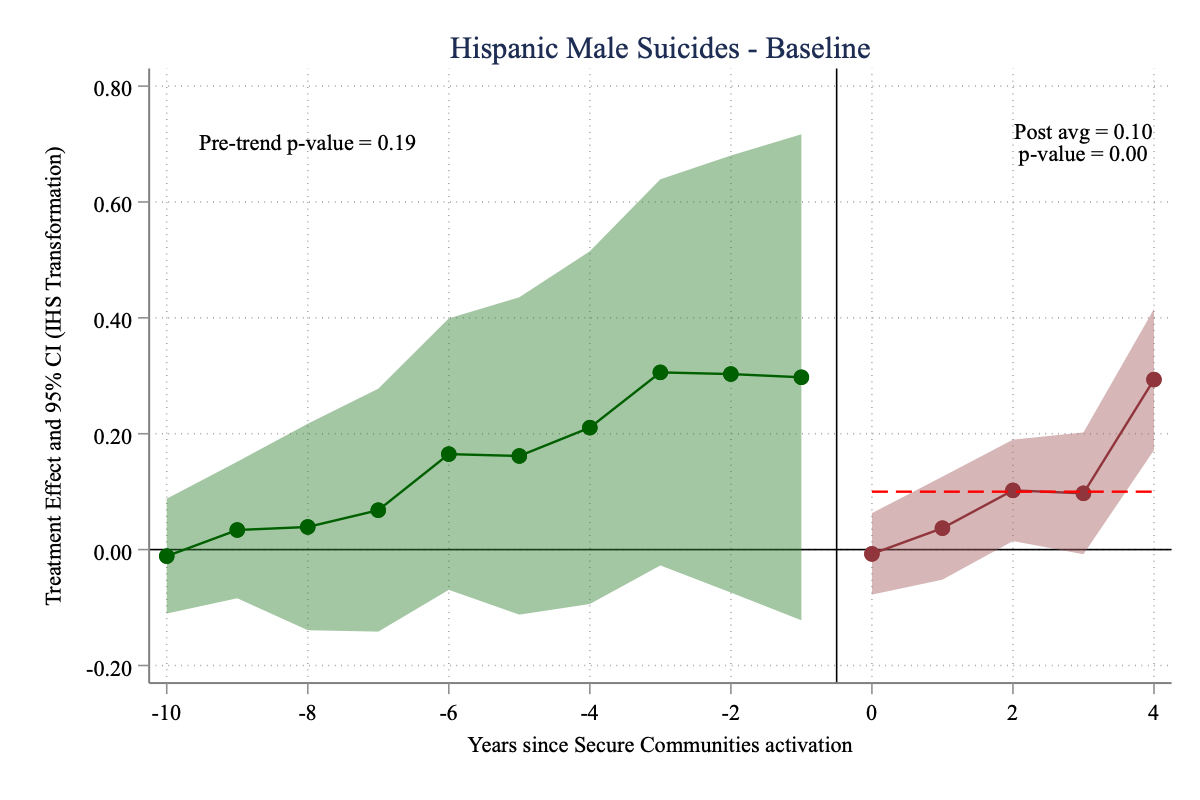 Hispanic Male Suicides - Baseline
Treatment Effect and 95% CI (IHS Transformation)
0.80
0.60
0.40
0.20
0.00
-0.20
Pre-trend p-value = 0.19
Post avg = 0.10
p-value = 0.00
-10 -8 -6 -4 -2 0 2 4
Years since Secure Communities activation